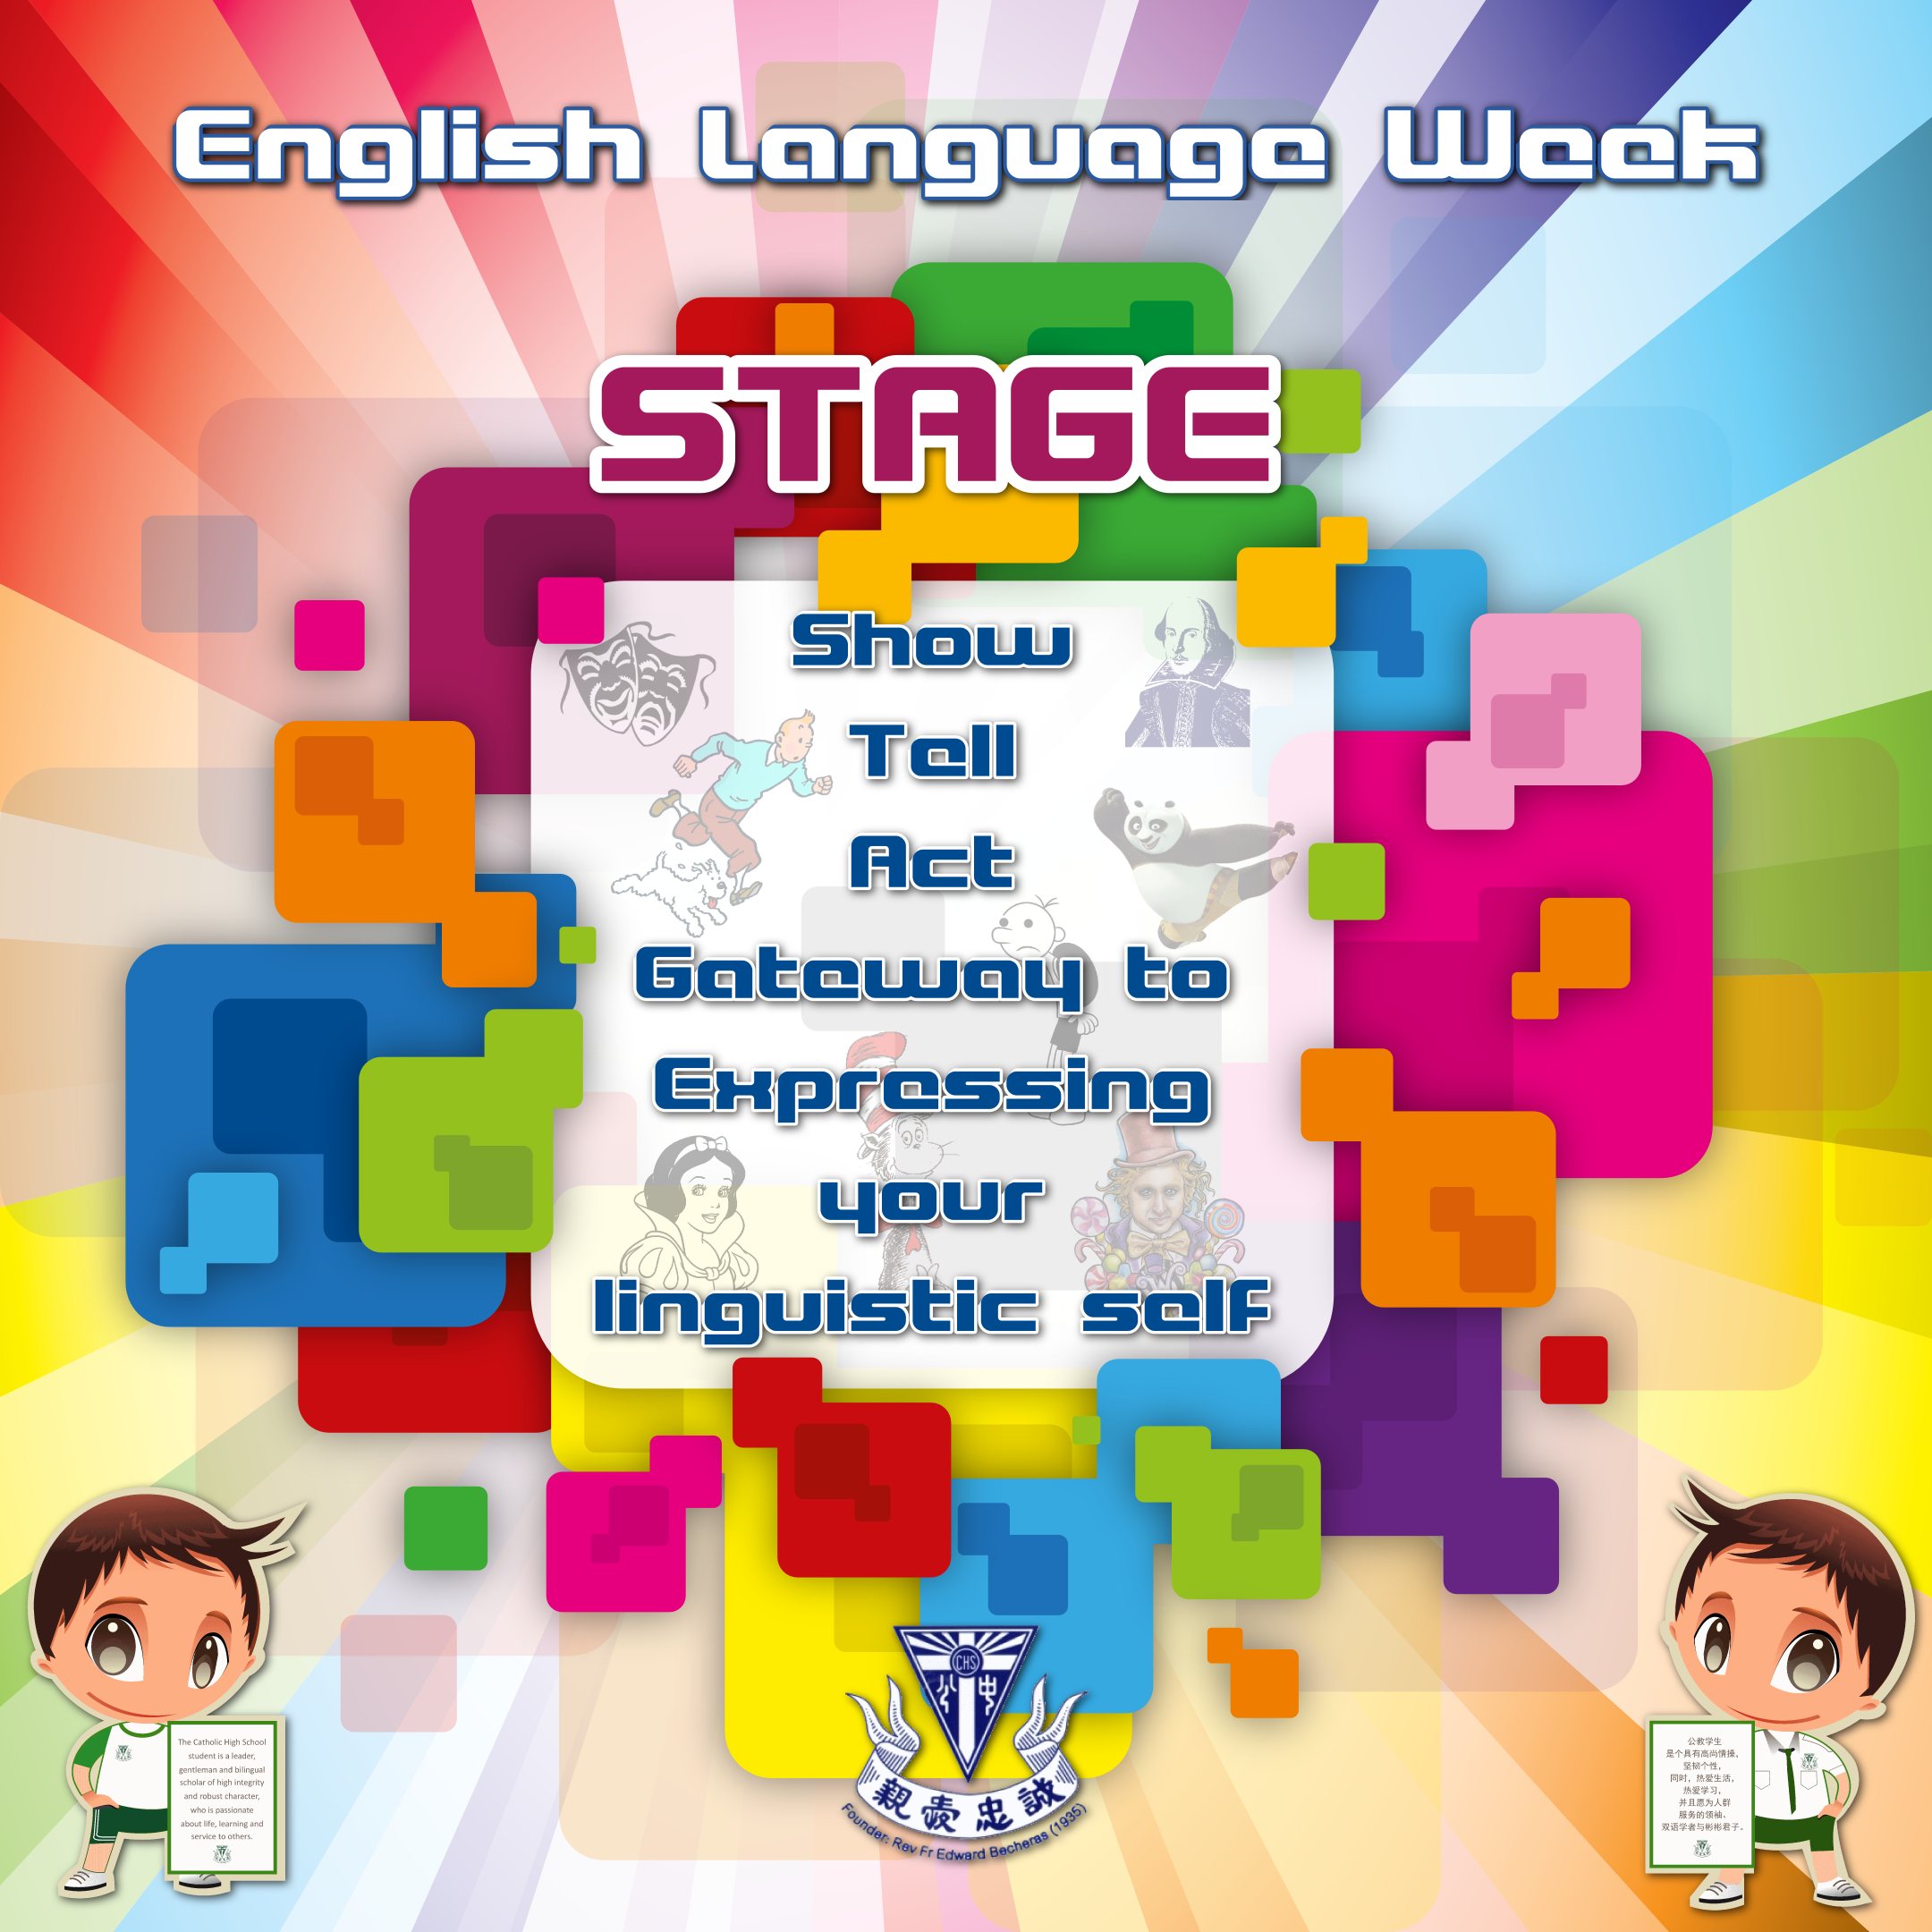 English Language Week
STAGE
Show
Tell
Act
Gateway to
Expressing
your
linguistic self
CHS
公中
親愛忠誠
Founder: Rev Fr Edward Becheras (1935)
The Catholic High School
student is a leader,
gentleman and bilingual
scholar of high integrity
and robust character,
who is passionate
about life, learning and
service to others.
公教学生
是个具有高尚情操，
坚韧个性，
同时，热爱生活，
热爱学习，
并且愿为人群
服务的领袖、
双语学者与彬彬君子。